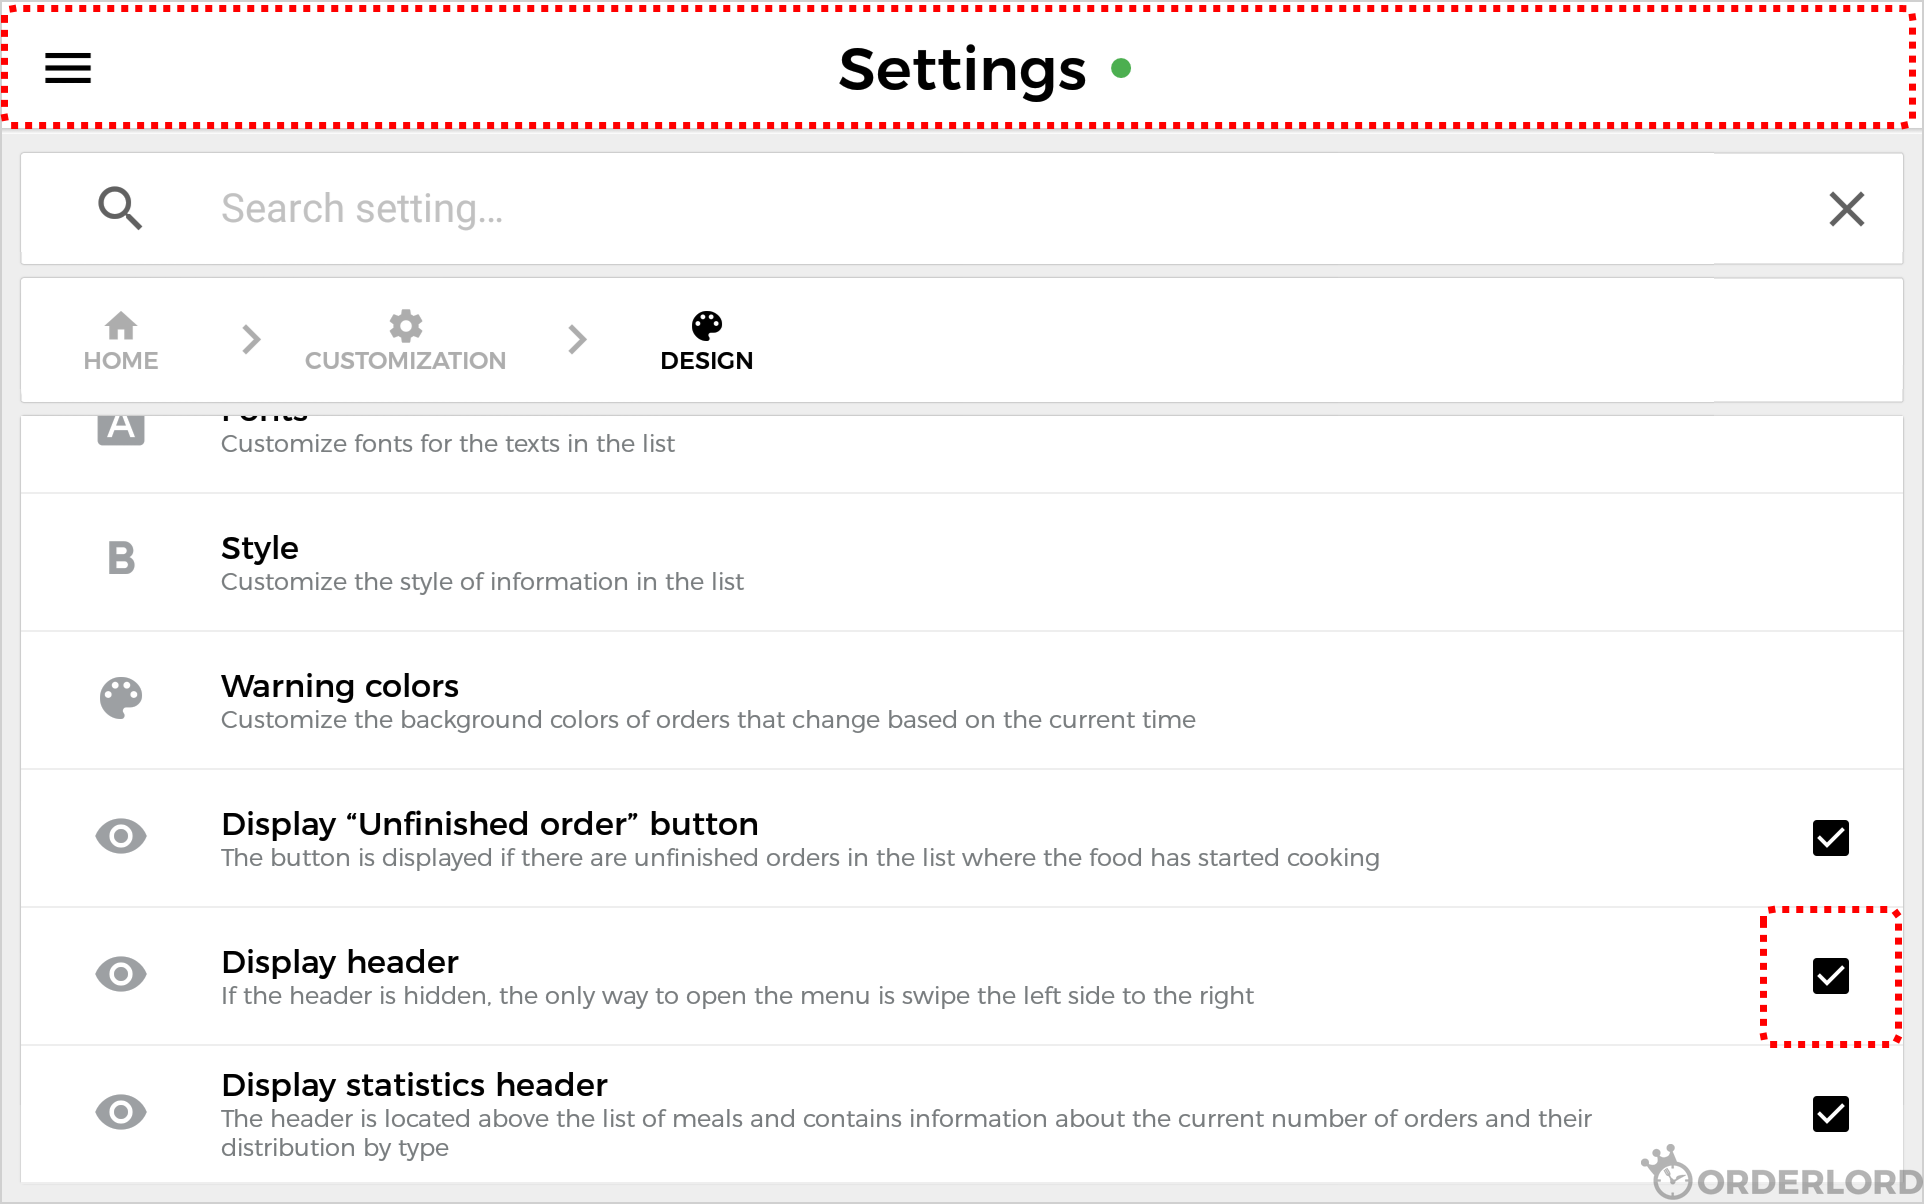 Settings
Search setting...
HOME
CUSTOMIZATION
DESIGN
Fonts
Customize fonts for the texts in the list
Style
Customize the style of information in the list
Warning colors
Customize the background colors of orders that change based on the current time
Display “Unfinished order” button
The button is displayed if there are unfinished orders in the list where the food has started cooking
Display header
If the header is hidden, the only way to open the menu is swipe the left side to the right
Display statistics header
The header is located above the list of meals and contains information about the current number of orders and their
distribution by type
ORDERLORD